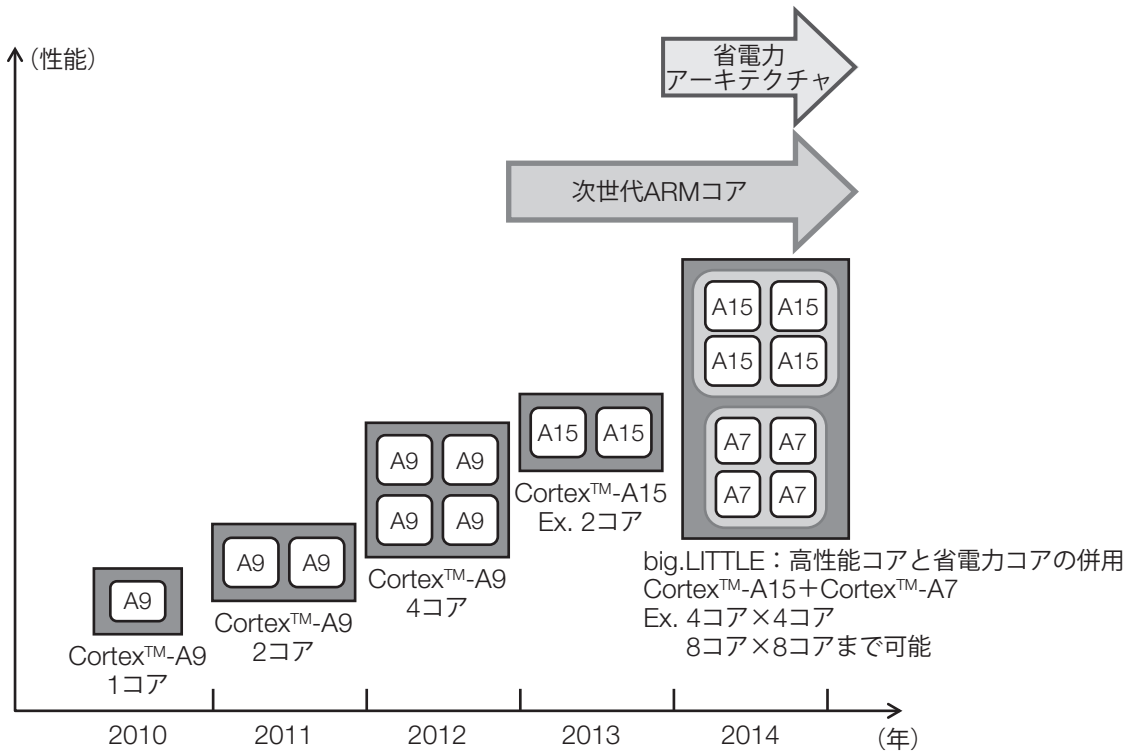 （性能）
省電力
アーキテクチャ
次世代ARMコア
A15 A15
A15 A15
A7 A7
A7 A7
big.LITTLE：高性能コアと省電力コアの併用
Cortex™-A15＋Cortex™-A7
Ex. 4コア×4コア
8コア×8コアまで可能
A15 A15
Cortex™-A15
Ex. 2コア
A9 A9
A9 A9
Cortex™-A9
4コア
A9 A9
Cortex™-A9
2コア
A9
Cortex™-A9
1コア
2010 2011 2012 2013 2014 （年）